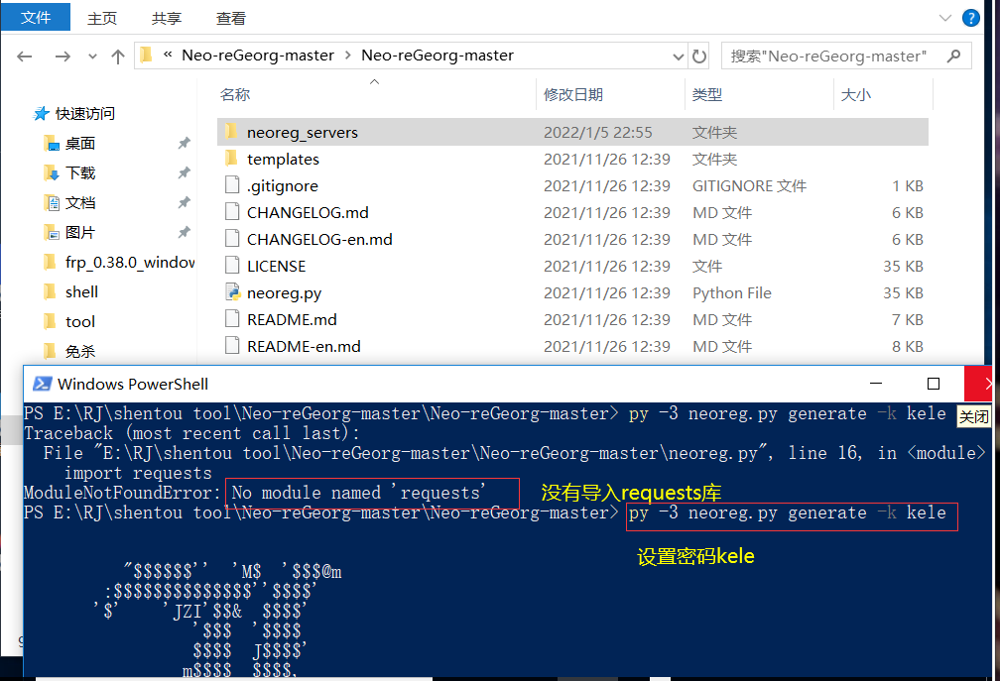 文件 主页 共享 查看
« Neo-reGeorg-master › Neo-reGeorg-master 搜索"Neo-reGeorg-master"
名称 修改日期 类型 大小
快速访问
桌面
下载
文档
图片
frp_0.38.0_window
shell
tool
免杀
neoreg_servers 2022/1/5 22:55 文件夹
templates 2021/11/26 12:39 文件夹
.gitignore 2021/11/26 12:39 GITIGNORE 文件 1 KB
CHANGELOG.md 2021/11/26 12:39 MD 文件 6 KB
CHANGELOG-en.md 2021/11/26 12:39 MD 文件 6 KB
LICENSE 2021/11/26 12:39 文件 35 KB
neoreg.py 2021/11/26 12:39 Python File 35 KB
README.md 2021/11/26 12:39 MD 文件 7 KB
README-en.md 2021/11/26 12:39 MD 文件 8 KB
Windows PowerShell
关闭
PS E:\RJ\shentou tool\Neo-reGeorg-master\Neo-reGeorg-master> py -3 neoreg.py generate -k kele
Traceback (most recent call last):
File "E:\RJ\shentou tool\Neo-reGeorg-master\Neo-reGeorg-master\neoreg.py", line 16, in <module>
import requests
ModuleNotFoundError: No module named 'requests' 没有导入requests库
PS E:\RJ\shentou tool\Neo-reGeorg-master\Neo-reGeorg-master> py -3 neoreg.py generate -k kele
设置密码kele
"$$$$$$'' 'M$ '$$$@m
:$$$$$$$$$$$$$$''$$$$'
'$' 'JZI'$$& $$$$'
'$$$ '$$$$
$$$$ J$$$$'
m$$$$ $$$$,